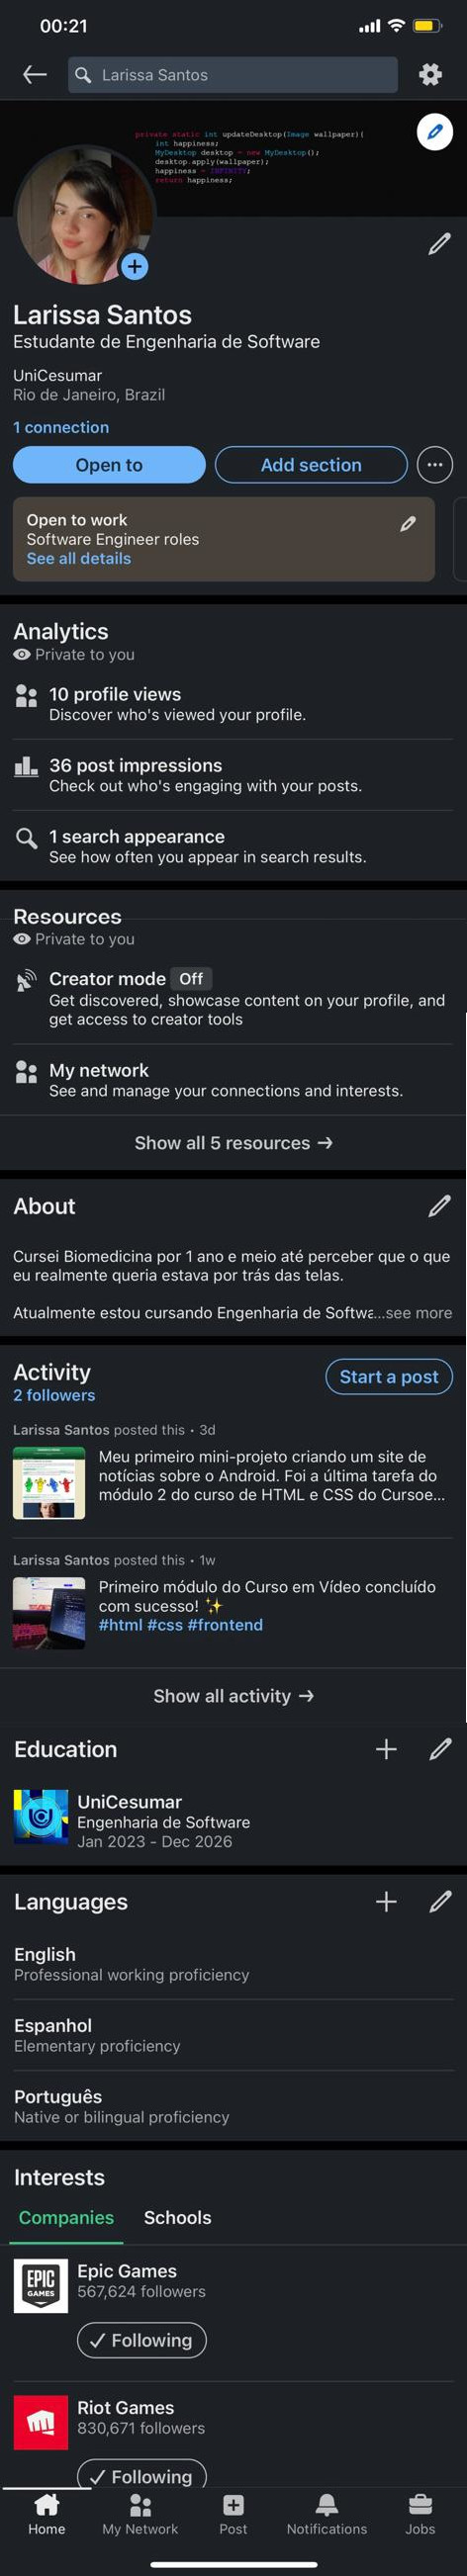 00:21
Larissa Santos
private static int updateDesktop(Image wallpaper){
int happiness;
MyDesktop desktop = new MyDesktop();
desktop.apply(wallpaper);
happiness = INFINITY;
return happiness;
Larissa Santos
Estudante de Engenharia de Software
UniCesumar
Rio de Janeiro, Brazil
1 connection
Open to
Add section
Open to work
Software Engineer roles
See all details
Analytics
Private to you
10 profile views
Discover who's viewed your profile.
36 post impressions
Check out who's engaging with your posts.
1 search appearance
See how often you appear in search results.
Resources
Private to you
Creator mode Off
Get discovered, showcase content on your profile, and
get access to creator tools
My network
See and manage your connections and interests.
Show all 5 resources →
About
Cursei Biomedicina por 1 ano e meio até perceber que o que
eu realmente queria estava por trás das telas.
Atualmente estou cursando Engenharia de Softwa...see more
Activity
2 followers
Start a post
Larissa Santos posted this • 3d
Meu primeiro mini-projeto criando um site de
notícias sobre o Android. Foi a última tarefa do
módulo 2 do curso de HTML e CSS do Cursoe...
Larissa Santos posted this • 1w
Primeiro módulo do Curso em Vídeo concluído
com sucesso! ✨
#html #css #frontend
Show all activity →
Education
UniCesumar
Engenharia de Software
Jan 2023 - Dec 2026
Languages
English
Professional working proficiency
Espanhol
Elementary proficiency
Português
Native or bilingual proficiency
Interests
Companies
Schools
EPIC
GAMES
Epic Games
567,624 followers
✓ Following
Riot Games
830,671 followers
✓ Following
Home
My Network
Post
Notifications
Jobs